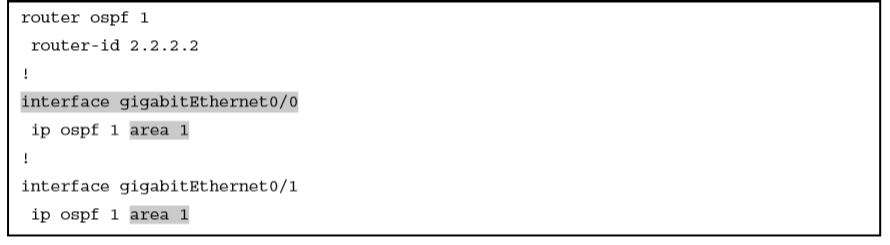 router ospf 1
router-id 2.2.2.2
!
interface gigabitEthernet0/0
ip ospf 1 area 1
!
interface gigabitEthernet0/1
ip ospf 1 area 1